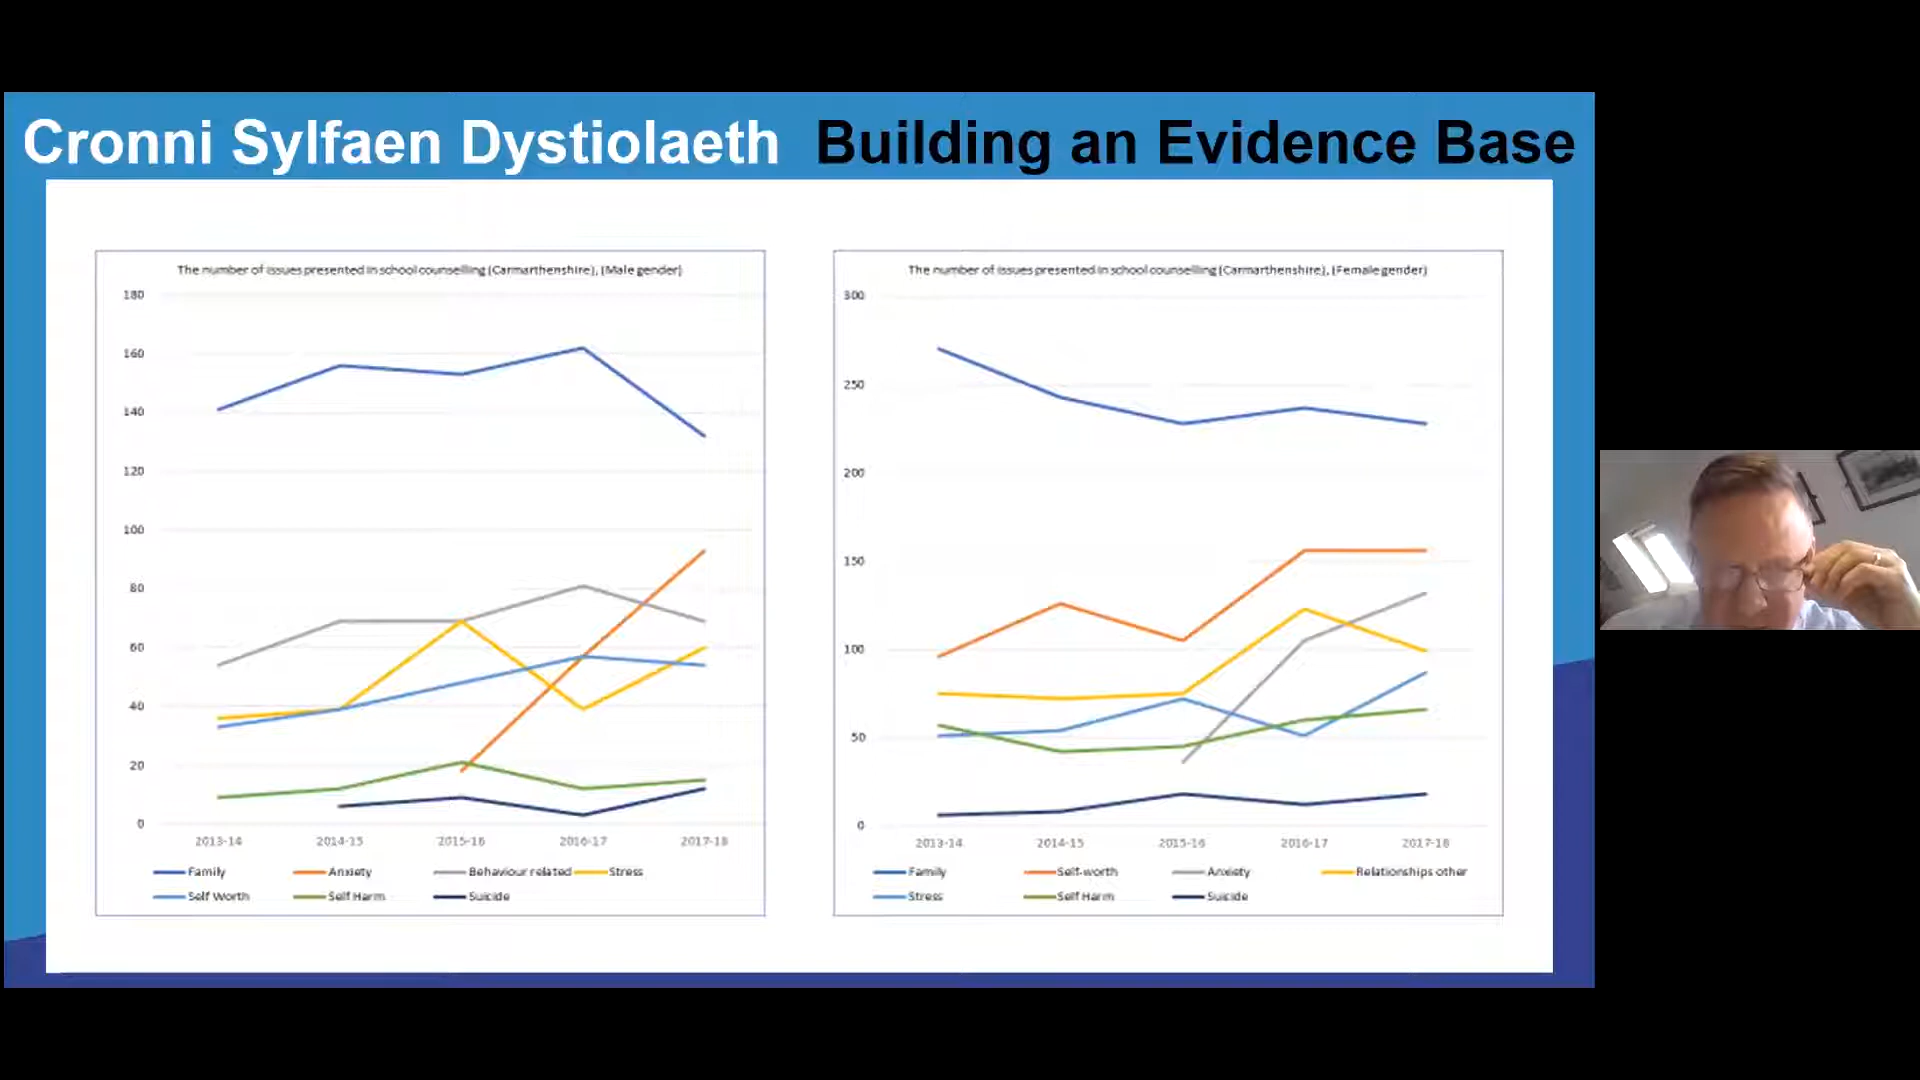 Cronni Sylfaen Dystiolaeth Building an Evidence Base
The number of issues presented in school counselling (Carmarthenshire), (Male gender)
180
160
140
120
100
80
60
40
20
0
2013-14 2014-15 2015-16 2016-17 2017-18
Family Anxiety Behaviour related Stress
Self Worth Self Harm Suicide
The number of issues presented in school counselling (Carmarthenshire), (Female gender)
300
250
200
150
100
50
0
2013-14 2014-15 2015-16 2016-17 2017-18
Family Self-worth Anxiety Relationships other
Stress Self Harm Suicide